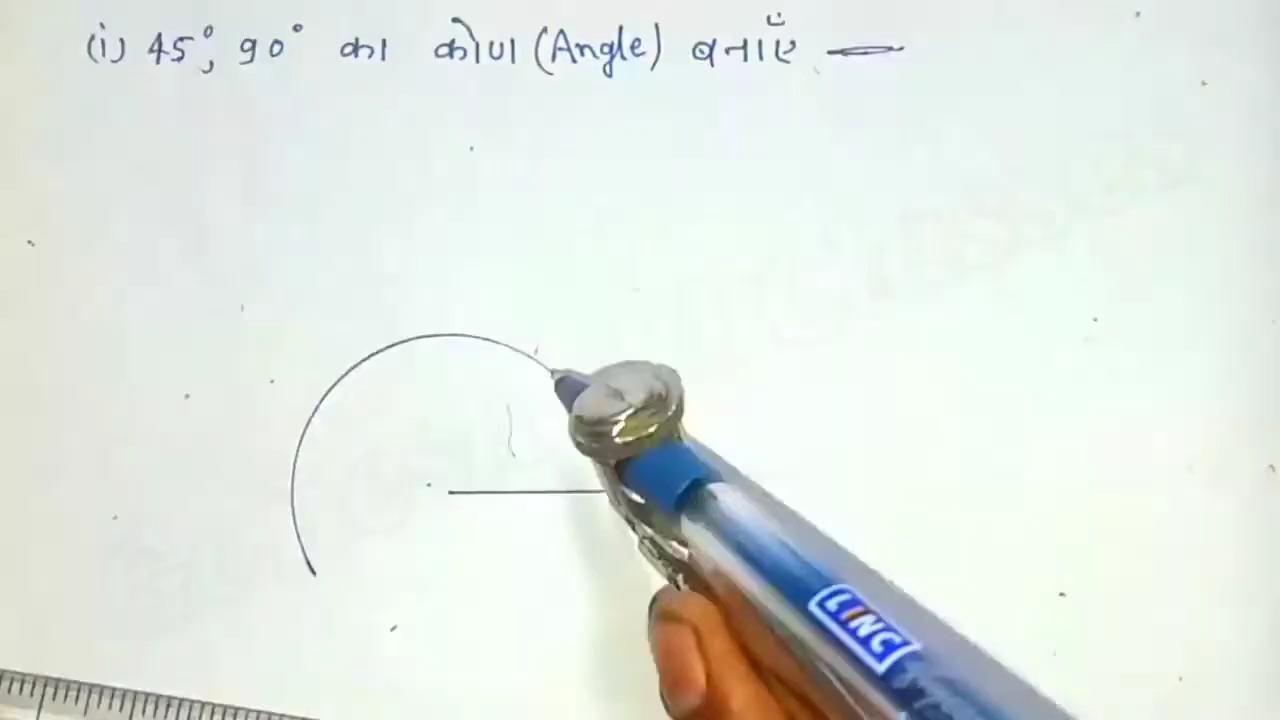 (i) 45°, 90° का कोण (Angle) बनाएँ —
LINC